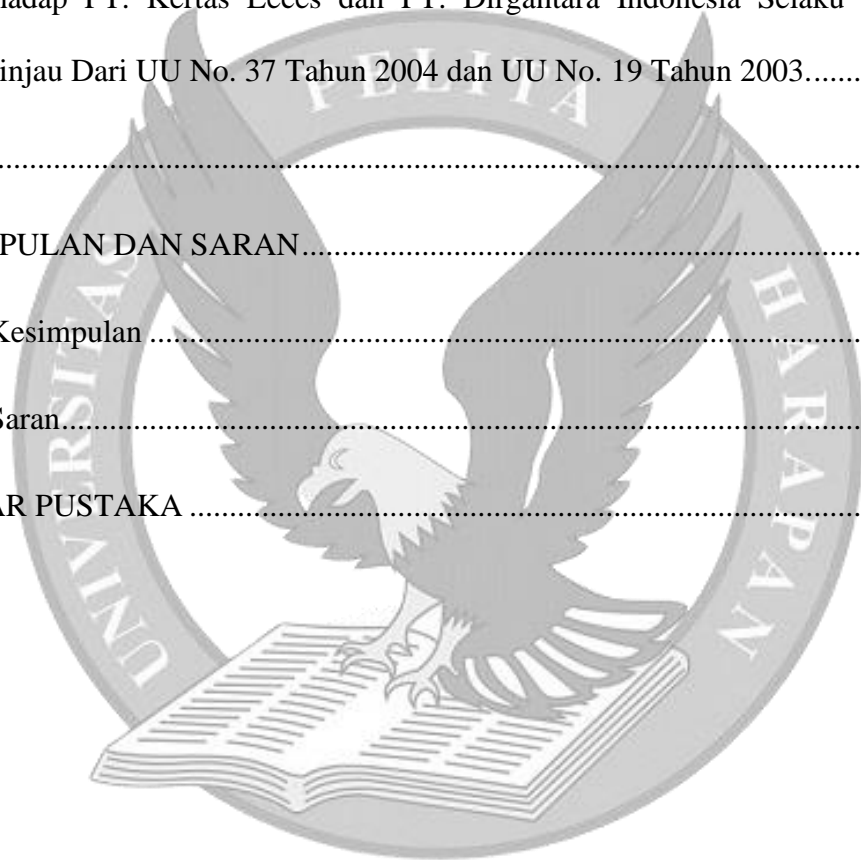 hadap PT. Kertas Leces dan PT. Dirgantara Indonesia Selaku
injau Dari UU No. 37 Tahun 2004 dan UU No. 19 Tahun 2003.......
................................................................................
PULAN DAN SARAN................................................................
Kesimpulan ................................................................
Saran................................................................
AR PUSTAKA ................................................................
UNIVERSITAS PELITA HARAPAN